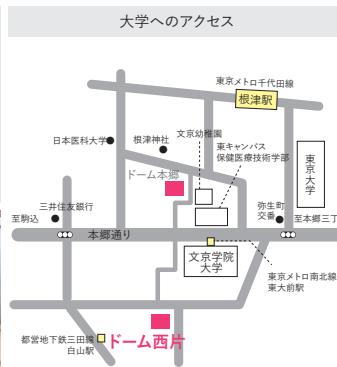 大学へのアクセス
東京メトロ千代田線
根津駅
文京幼稚園
日本医科大学
根津神社
東キャンパス
保健医療技術学部
東京大学
ドーム本郷
三井住友銀行
弥生町
交番
至駒込
至本郷三丁
本郷通り
文京学院
大学
東京メトロ南北線
東大前駅
都営地下鉄三田線
白山駅
ドーム西片